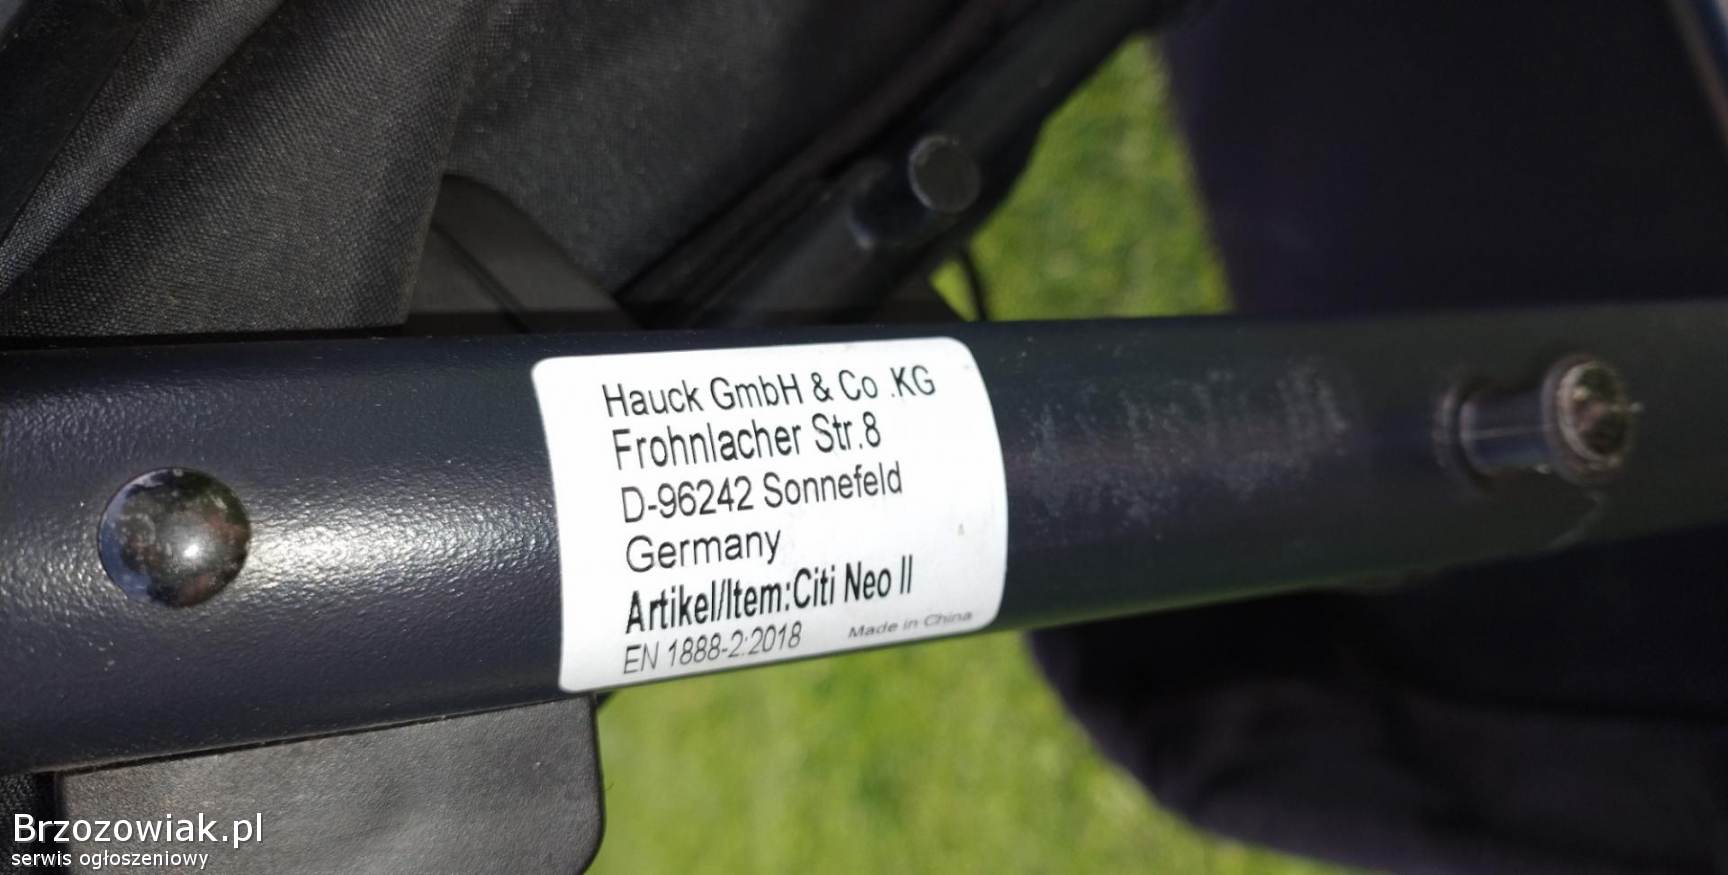 Hauck GmbH & Co .KG
Frohnlacher Str.8
D-96242 Sonnefeld
Germany
Artikel/Item:Citi Neo II
EN 1888-2:2018 Made in China
Brzozowiak.pl
serwis ogłoszeniowy